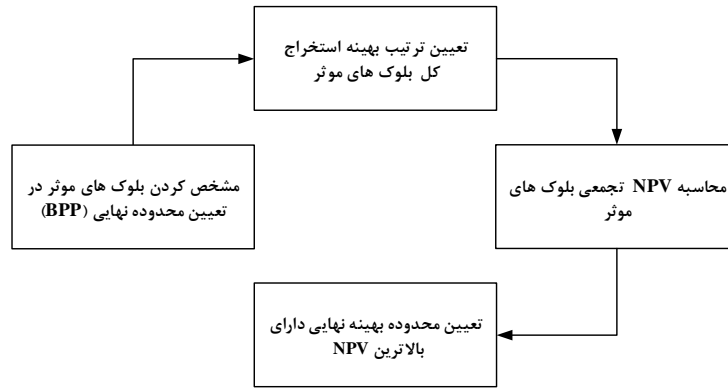 تعیین ترتیب بهینه استخراج
کل بلوک های موثر
مشخص کردن بلوک های موثر در
تعیین محدوده نهایی (BPP)
محاسبه NPV تجمعی بلوک های
موثر
تعیین محدوده بهینه نهایی دارای
بالاترین NPV